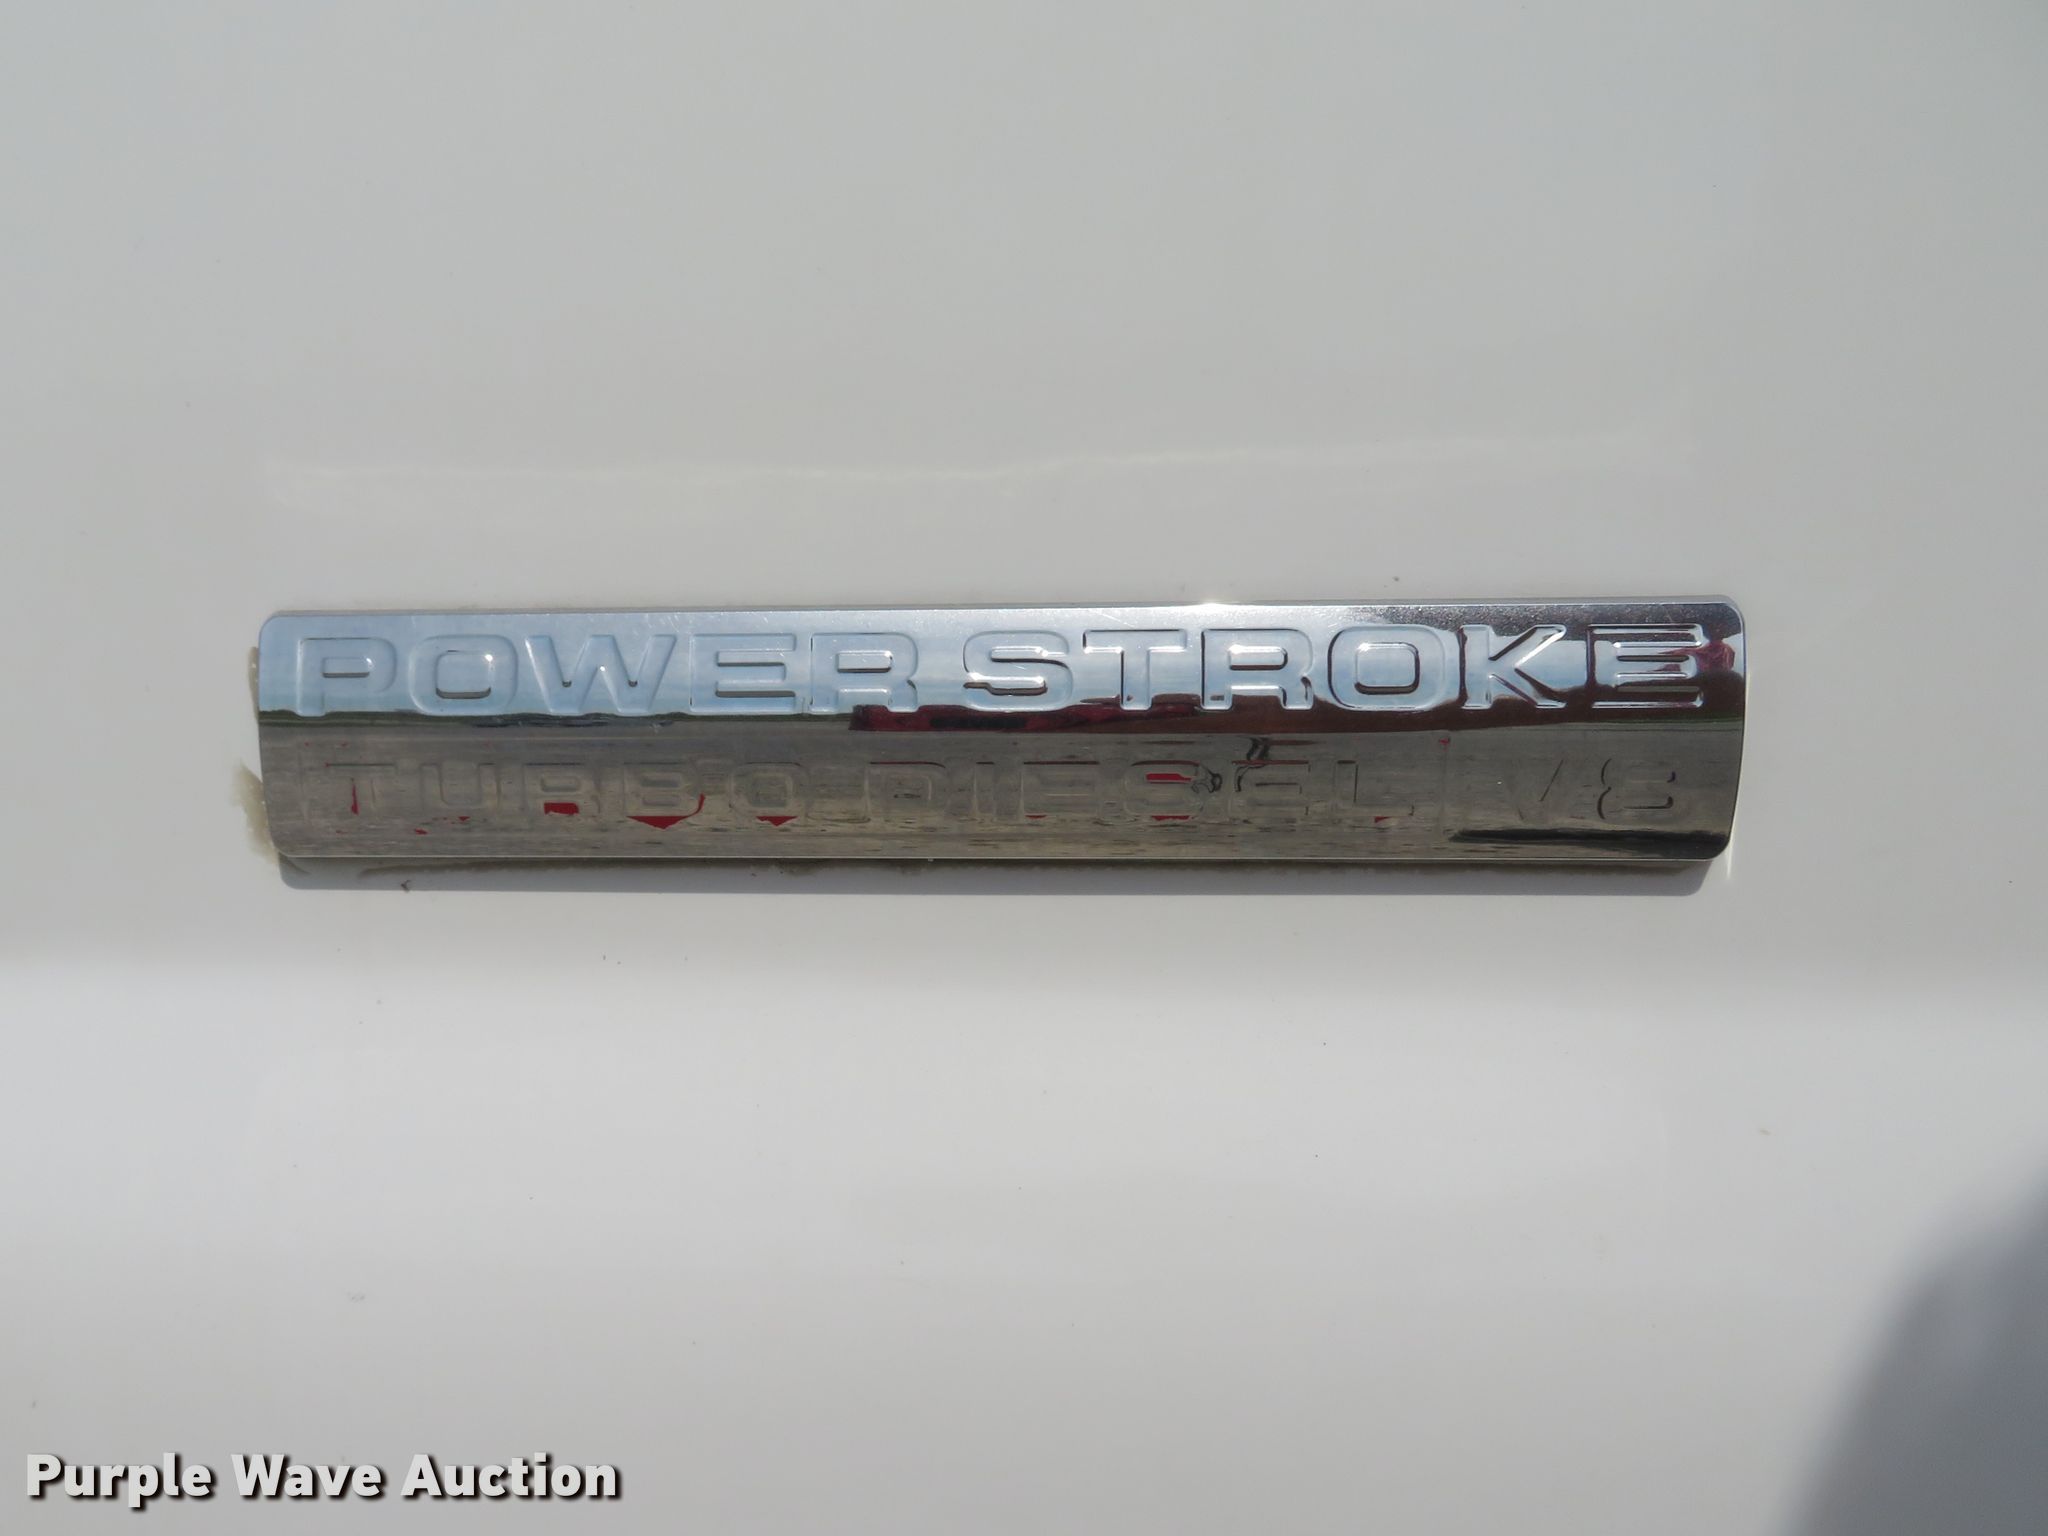 POWER STROKE
TURBO DIESEL V8
Purple Wave Auction